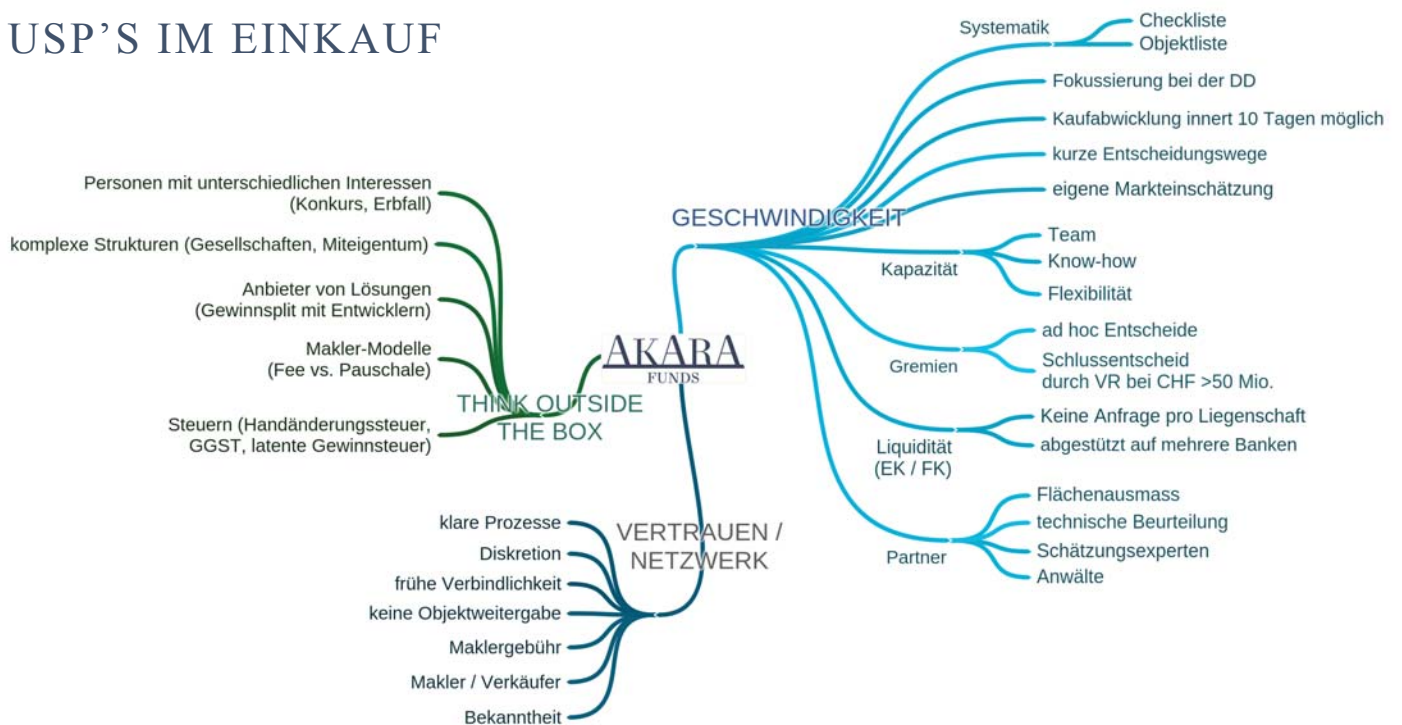 USP’S IM EINKAUF
AKARA
FUNDS
GESCHWINDIGKEIT
Systematik
Checkliste
Objektliste
Fokussierung bei der DD
Kaufabwicklung innert 10 Tagen möglich
kurze Entscheidungswege
eigene Markteinschätzung
Kapazität
Team
Know-how
Flexibilität
Gremien
ad hoc Entscheide
Schlussentscheid
durch VR bei CHF >50 Mio.
Liquidität
(EK / FK)
Keine Anfrage pro Liegenschaft
abgestützt auf mehrere Banken
Partner
Flächenausmass
technische Beurteilung
Schätzungsexperten
Anwälte
THINK OUTSIDE
THE BOX
Personen mit unterschiedlichen Interessen
(Konkurs, Erbfall)
komplexe Strukturen (Gesellschaften, Miteigentum)
Anbieter von Lösungen
(Gewinnsplit mit Entwicklern)
Makler-Modelle
(Fee vs. Pauschale)
Steuern (Handänderungssteuer,
GGST, latente Gewinnsteuer)
VERTRAUEN /
NETZWERK
klare Prozesse
Diskretion
frühe Verbindlichkeit
keine Objektweitergabe
Maklergebühr
Makler / Verkäufer
Bekanntheit